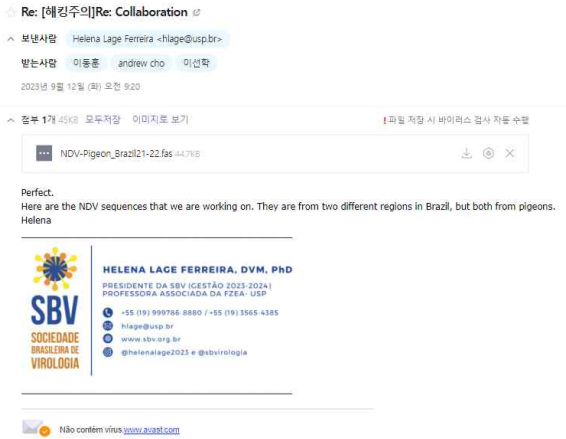 Re: [해킹주의]Re: Collaboration
보낸사람 Helena Lage Ferreira <hlage@usp.br>
받는사람 이동훈 andrew cho 이선학
2023년 9월 12일 (화) 오전 9:20
첨부 1개 45KB 모두저장 이미지로 보기 ! 파일 저장 시 바이러스 검사 자동 수행
NDV-Pigeon_Brazil21-22.fas 44.7KB
Perfect.
Here are the NDV sequences that we are working on. They are from two different regions in Brazil, but both from pigeons.
Helena
SBV
SOCIEDADE
BRASILEIRA DE
VIROLOGIA
HELENA LAGE FERREIRA, DVM, PhD
PRESIDENTE DA SBV (GESTÃO 2023-2024)
PROFESSORA ASSOCIADA DA FZEA- USP
+55 (19) 999786-8880 / +55 (19) 3565-4385
hlage@usp.br
www.sbv.org.br
@helenalage2023 e @sbvirologia
Não contém vírus.www.avast.com